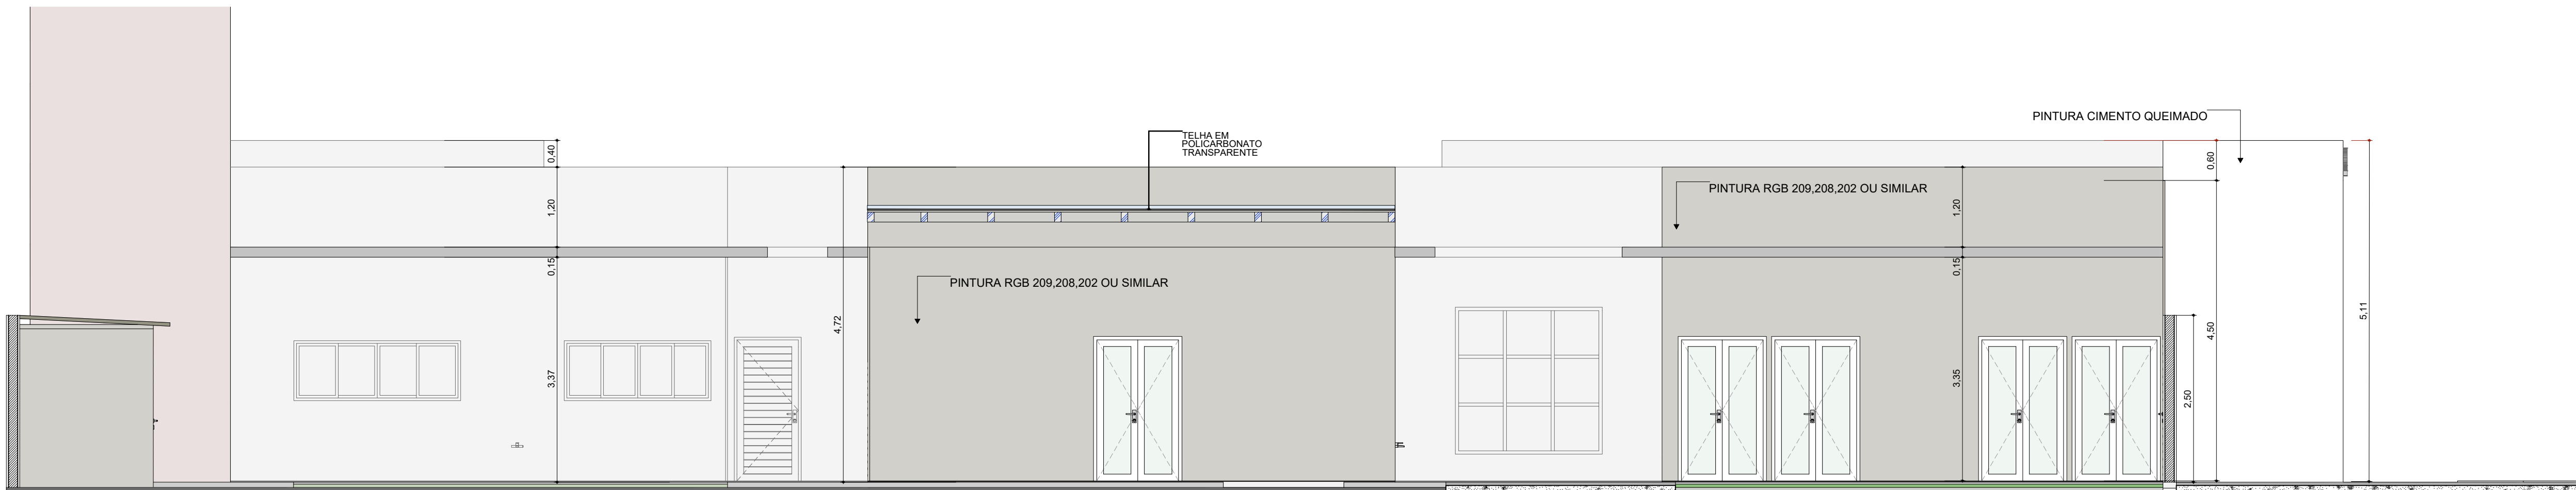 PINTURA CIMENTO QUEIMADO
TELHA EM
POLICARBONATO
TRANSPARENTE
0,40
0,60
PINTURA RGB 209,208,202 OU SIMILAR
1,20
1,20
0,15
0,15
PINTURA RGB 209,208,202 OU SIMILAR
4,72
4,50
5,11
3,37
3,35
2,50